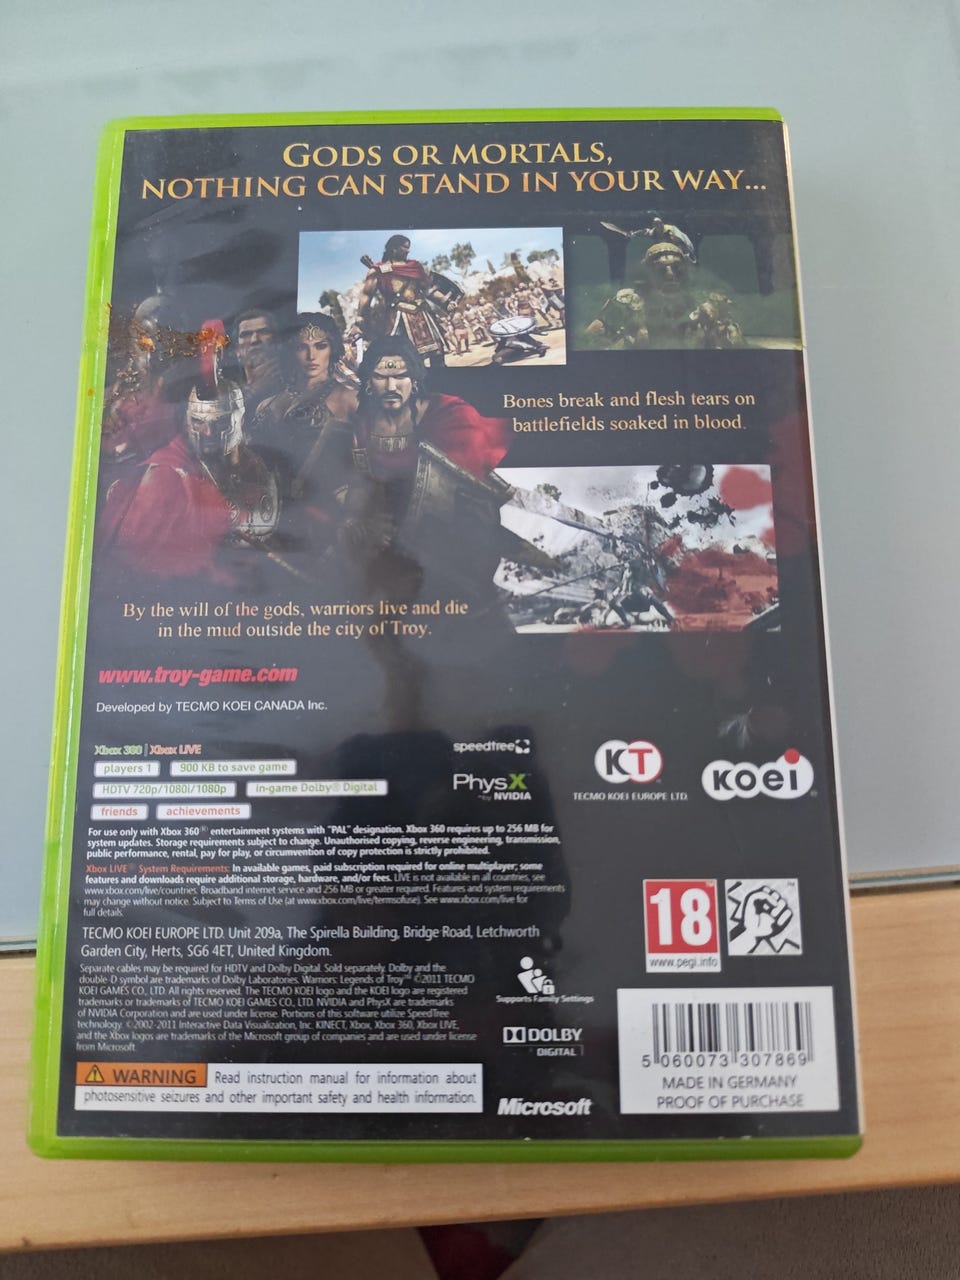 GODS OR MORTALS,
NOTHING CAN STAND IN YOUR WAY...
Bones break and flesh tears on
battlefields soaked in blood.
By the will of the gods, warriors live and die
in the mud outside the city of Troy.
www.troy-game.com
Developed by TECMO KOEI CANADA Inc.
Xbox 360 | Xbox LIVE
players 1
900 KB to save game
HDTV 720p/1080i/1080p
in-game Dolby® Digital
friends
achievements
speedtree
PhysX™
by NVIDIA
KT
TECMO KOEI EUROPE LTD.
KOEI
For use only with Xbox 360® entertainment systems with "PAL" designation. Xbox 360 requires up to 256 MB for
system updates. Storage requirements subject to change. Unauthorised copying, reverse engineering, transmission,
public performance, rental, pay for play, or circumvention of copy protection is strictly prohibited.
Xbox LIVE® System Requirements: In available games, paid subscription required for online multiplayer; some
features and downloads require additional storage, hardware, and/or fees. LIVE is not available in all countries, see
www.xbox.com/live/countries. Broadband internet service and 256 MB or greater required. Features and system requirements
may change without notice. Subject to Terms of Use (at www.xbox.com/live/termsofuse). See www.xbox.com/live for
full details.
TECMO KOEI EUROPE LTD. Unit 209a, The Spirella Building, Bridge Road, Letchworth
Garden City, Herts, SG6 4ET, United Kingdom.
Separate cables may be required for HDTV and Dolby Digital. Sold separately. Dolby and the
double-D symbol are trademarks of Dolby Laboratories. Warriors: Legends of Troy™ ©2011 TECMO
KOEI GAMES CO., LTD. All rights reserved. The TECMO KOEI logo and the KOEI logo are registered
trademarks or trademarks of TECMO KOEI GAMES CO., LTD. NVIDIA and PhysX are trademarks
of NVIDIA Corporation and are used under license. Portions of this software utilize SpeedTree
technology. ©2002-2011 Interactive Data Visualization, Inc. KINECT, Xbox, Xbox 360, Xbox LIVE,
and the Xbox logos are trademarks of the Microsoft group of companies and are used under license
from Microsoft.
18
www.pegi.info
Supports Family Settings
DOLBY
DIGITAL
WARNING Read instruction manual for information about
photosensitive seizures and other important safety and health information.
Microsoft
5 060073 307869
MADE IN GERMANY
PROOF OF PURCHASE